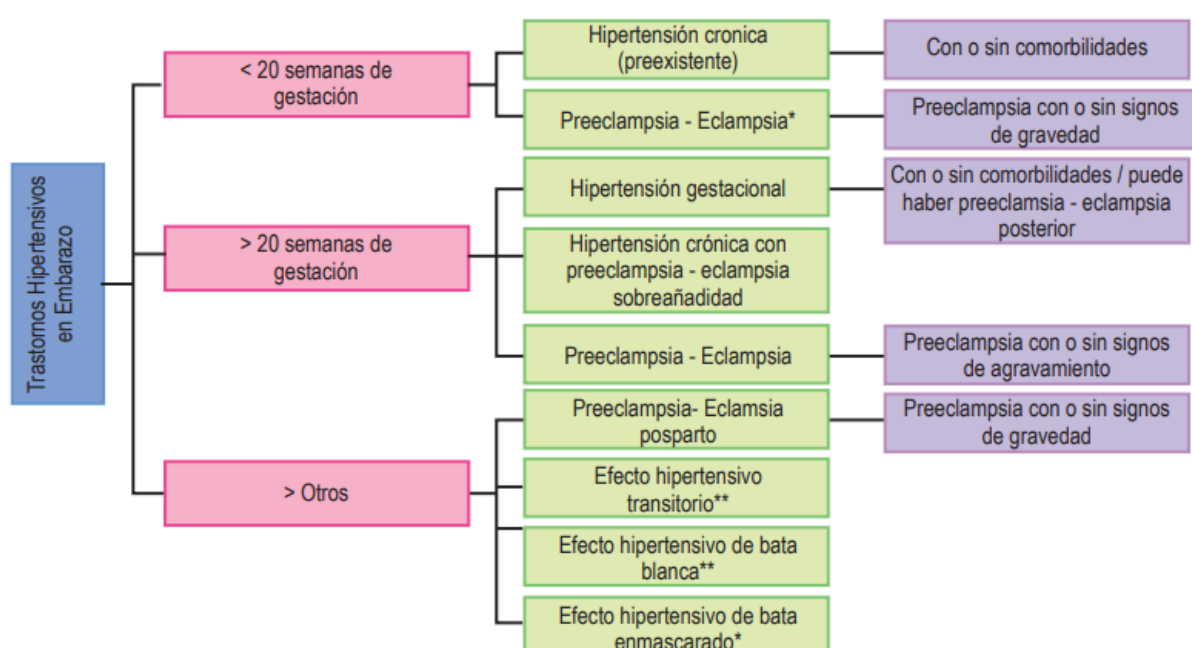 Trastornos Hipertensivos
en Embarazo
< 20 semanas de
gestación
Hipertensión cronica
(preexistente)
Con o sin comorbilidades
Preeclampsia - Eclampsia*
Preeclampsia con o sin signos
de gravedad
> 20 semanas de
gestación
Hipertensión gestacional
Con o sin comorbilidades / puede
haber preeclamsia - eclampsia
posterior
Hipertensión crónica con
preeclampsia - eclampsia
sobreañadidad
Preeclampsia - Eclampsia
Preeclampsia con o sin signos
de agravamiento
> Otros
Preeclampsia- Eclamsia
posparto
Preeclampsia con o sin signos
de gravedad
Efecto hipertensivo
transitorio**
Efecto hipertensivo de bata
blanca**
Efecto hipertensivo de bata
enmascarado*